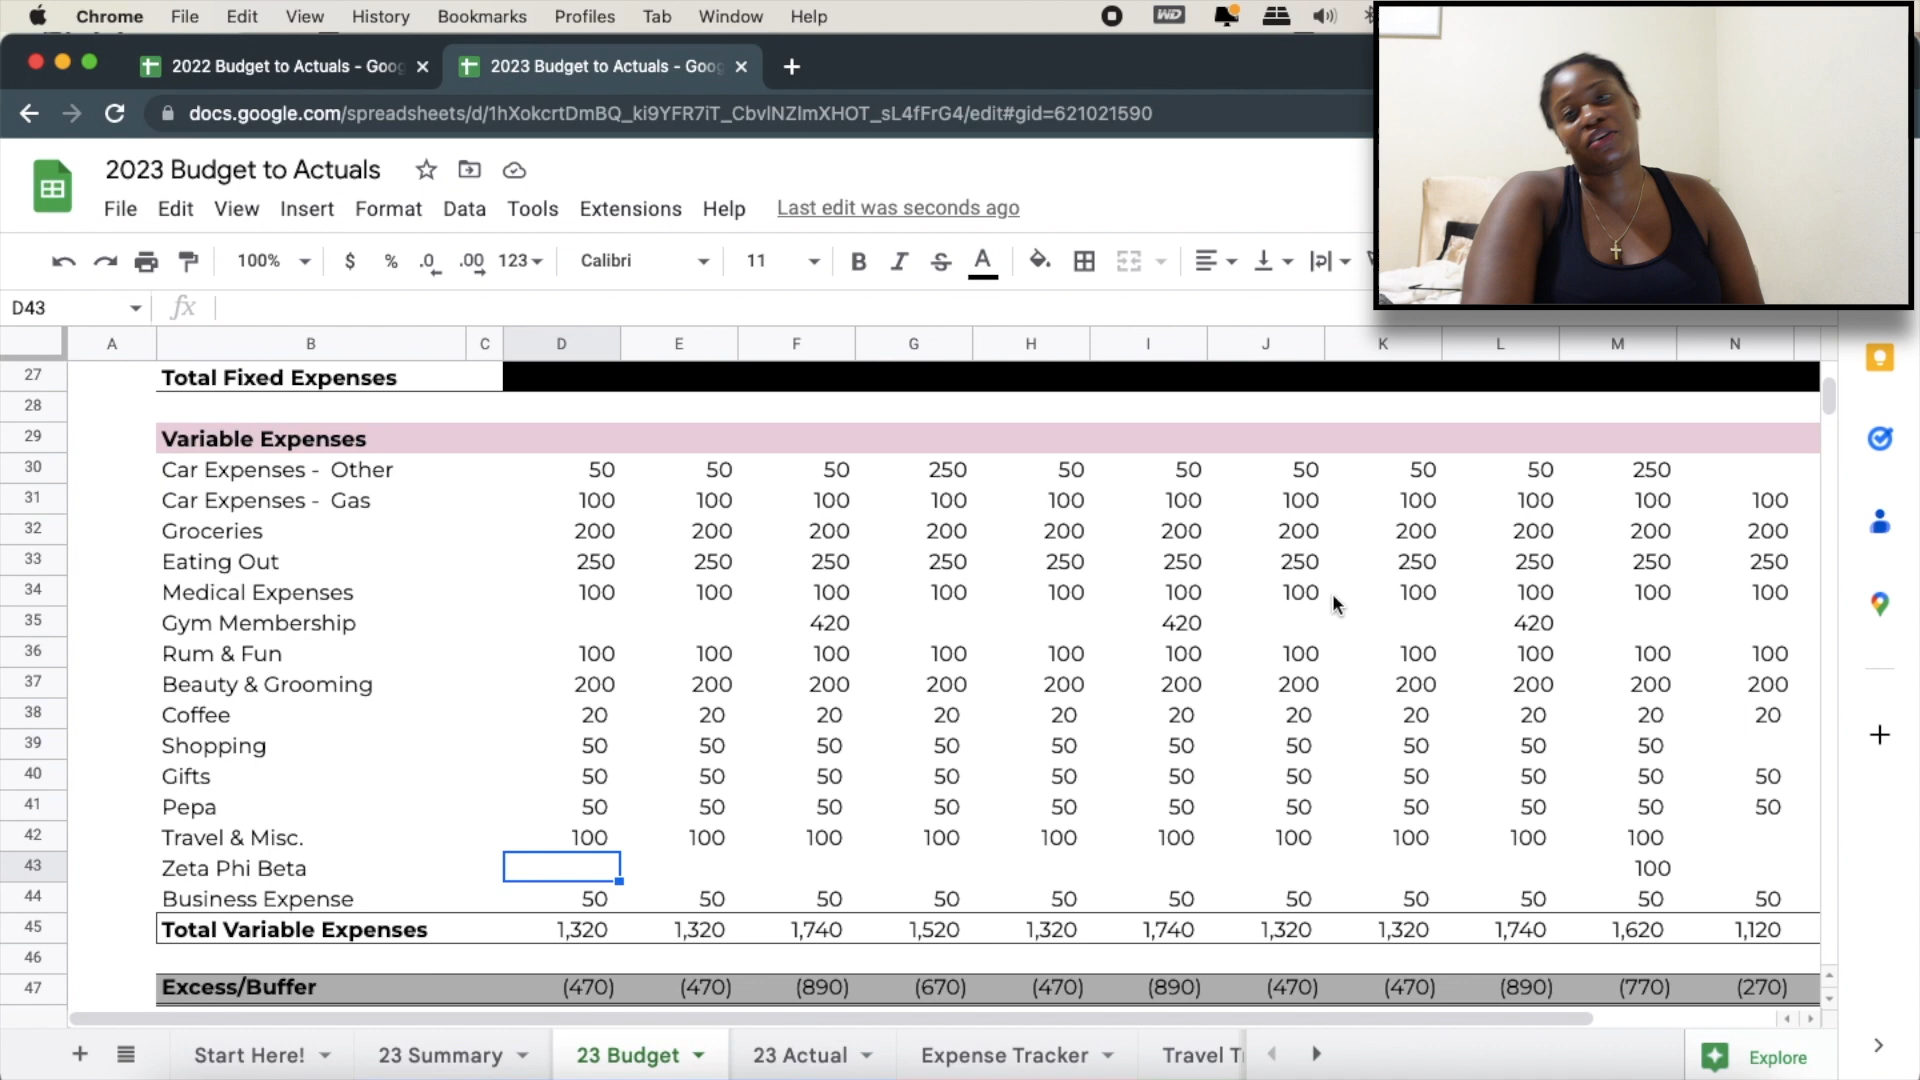 Chrome File Edit View History Bookmarks Profiles Tab Window Help WD
2022 Budget to Actuals - Goog 2023 Budget to Actuals - Goog
docs.google.com/spreadsheets/d/1hXokcrtDmBQ_ki9YFR7iT_CbvlNZlmXHOT_sL4fFrG4/edit#gid=621021590
2023 Budget to Actuals
File Edit View Insert Format Data Tools Extensions Help Last edit was seconds ago
100% $ % .0 .00 123 Calibri 11 B I S A
D43 fx
A B C D E F G H I J K L M N
27 Total Fixed Expenses
28
29 Variable Expenses
30 Car Expenses - Other 50 50 50 250 50 50 50 50 50 250
31 Car Expenses - Gas 100 100 100 100 100 100 100 100 100 100 100
32 Groceries 200 200 200 200 200 200 200 200 200 200 200
33 Eating Out 250 250 250 250 250 250 250 250 250 250 250
34 Medical Expenses 100 100 100 100 100 100 100 100 100 100 100
35 Gym Membership 420 420 420
36 Rum & Fun 100 100 100 100 100 100 100 100 100 100 100
37 Beauty & Grooming 200 200 200 200 200 200 200 200 200 200 200
38 Coffee 20 20 20 20 20 20 20 20 20 20 20
39 Shopping 50 50 50 50 50 50 50 50 50 50
40 Gifts 50 50 50 50 50 50 50 50 50 50 50
41 Pepa 50 50 50 50 50 50 50 50 50 50 50
42 Travel & Misc. 100 100 100 100 100 100 100 100 100 100
43 Zeta Phi Beta 100
44 Business Expense 50 50 50 50 50 50 50 50 50 50 50
45 Total Variable Expenses 1,320 1,320 1,740 1,520 1,320 1,740 1,320 1,320 1,740 1,620 1,120
46
47 Excess/Buffer (470) (470) (890) (670) (470) (890) (470) (470) (890) (770) (270)
Start Here! 23 Summary 23 Budget 23 Actual Expense Tracker Travel T Explore